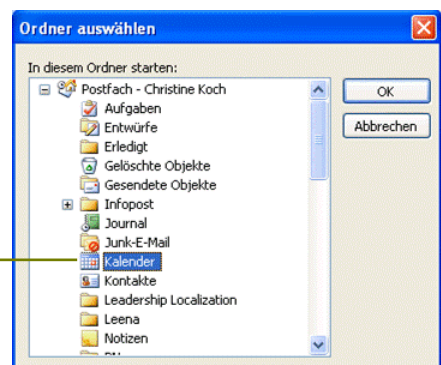 Ordner auswählen
In diesem Ordner starten:
Postfach - Christine Koch
Aufgaben
Entwürfe
Erledigt
Gelöschte Objekte
Gesendete Objekte
Infopost
Journal
Junk-E-Mail
Kalender
Kontakte
Leadership Localization
Leena
Notizen
OK
Abbrechen